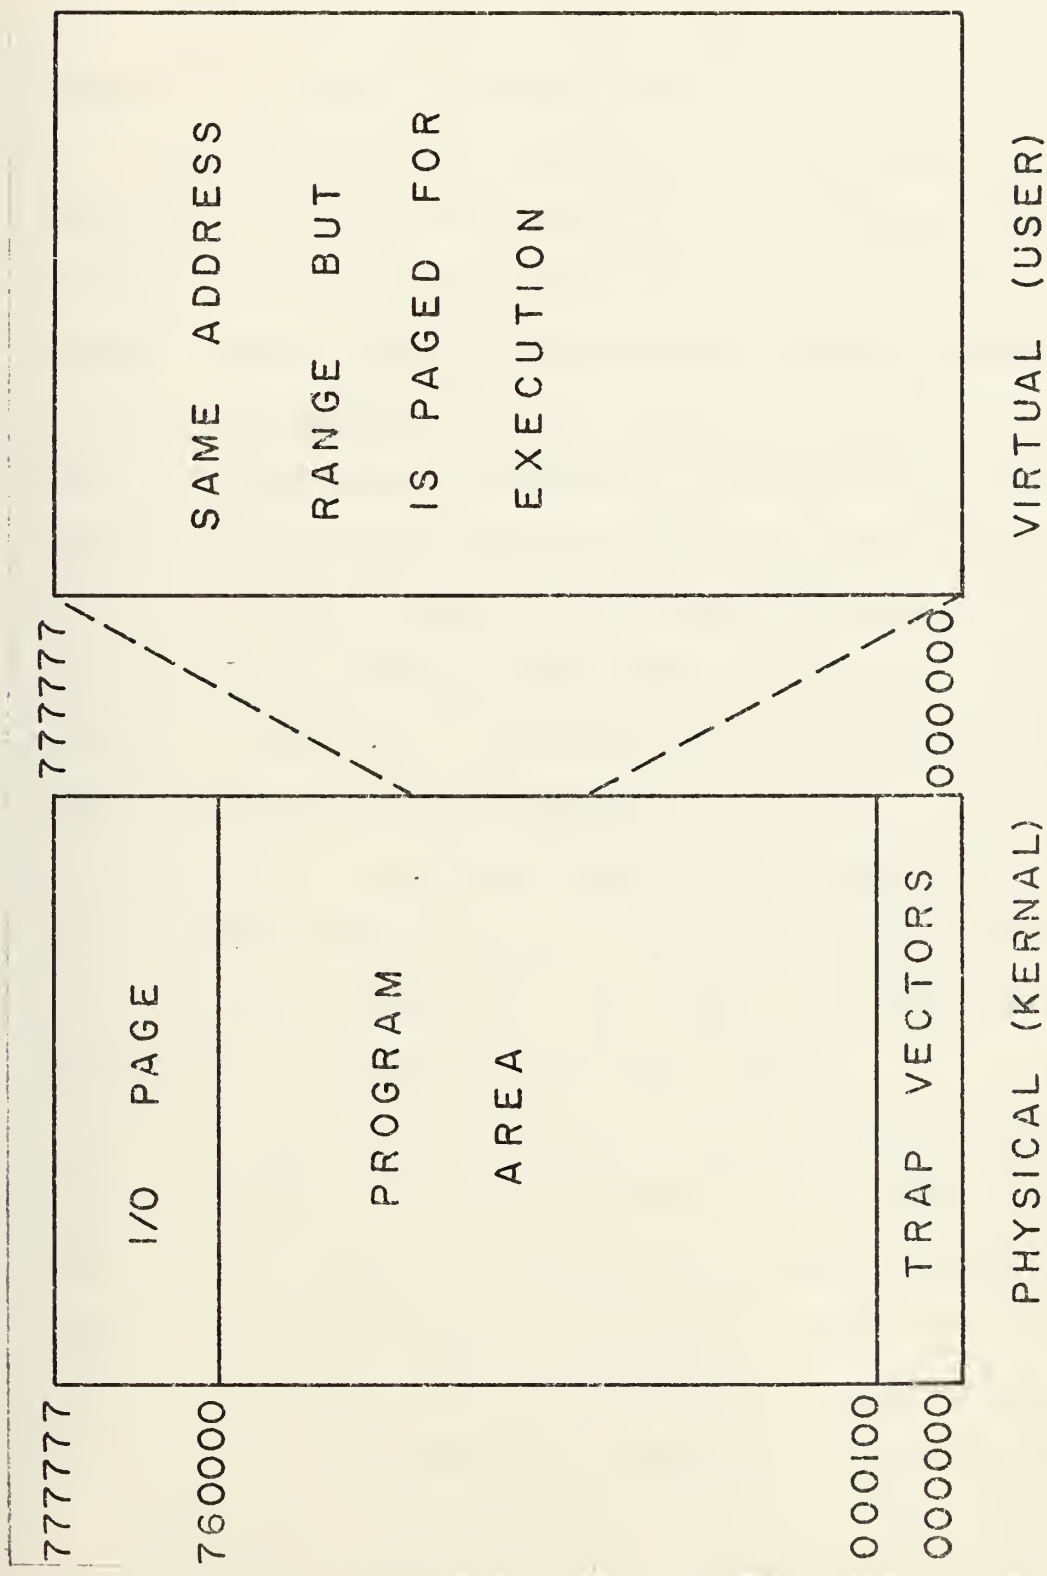 777777
I/O PAGE
760000
PROGRAM
AREA
000100
TRAP VECTORS
000000
PHYSICAL (KERNAL)
777777
SAME ADDRESS
RANGE BUT
IS PAGED FOR
EXECUTION
000000
VIRTUAL (USER)